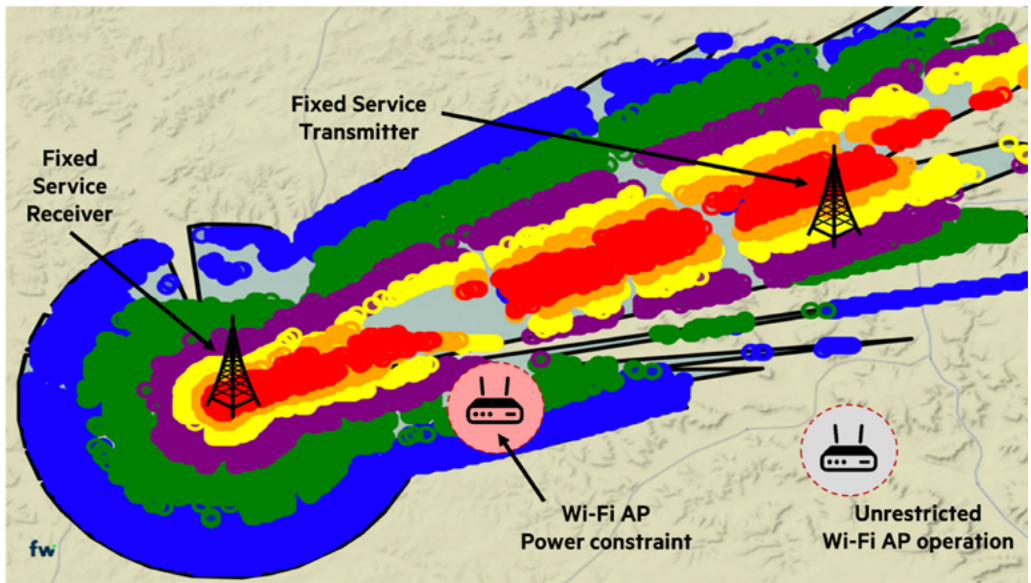 Fixed Service
Transmitter
Fixed
Service
Receiver
Wi-Fi AP
Power constraint
Unrestricted
Wi-Fi AP operation
fw